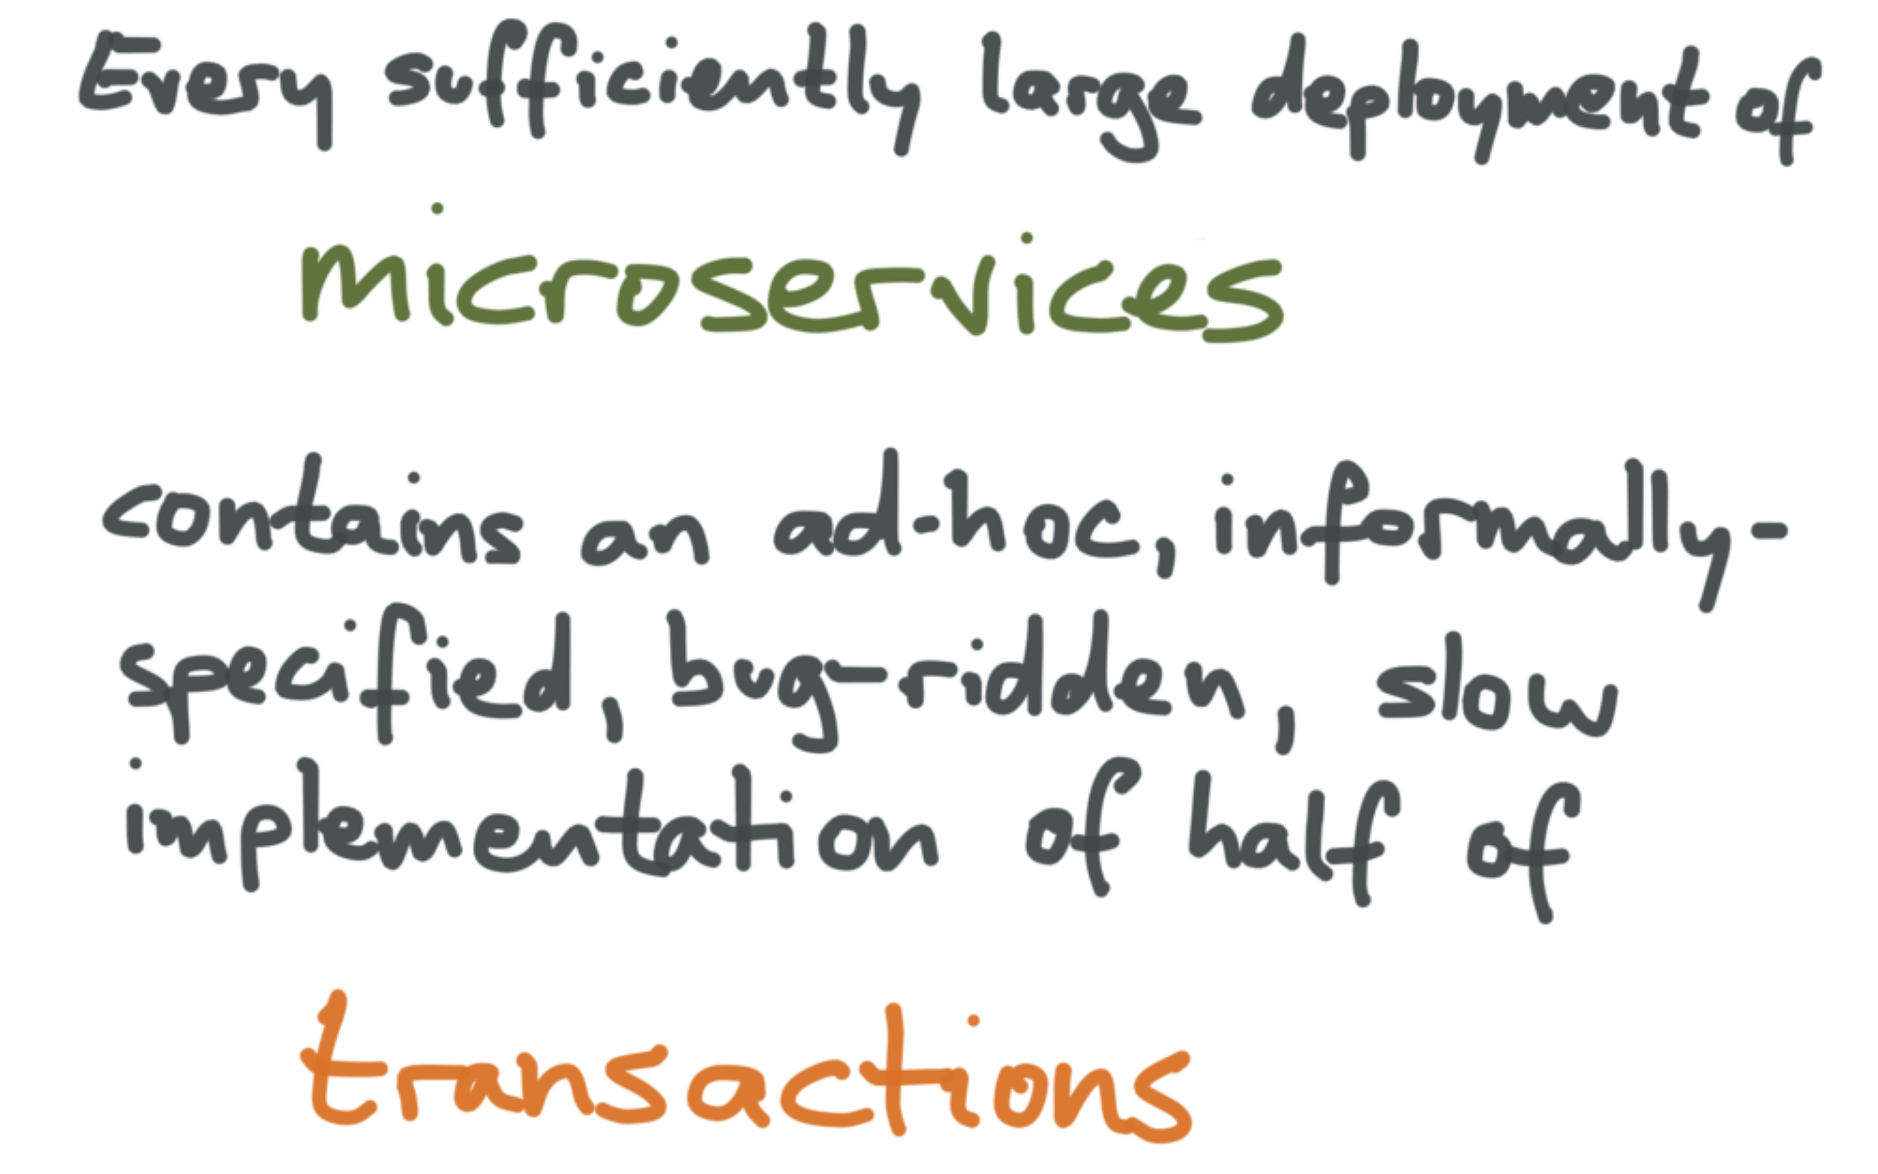 Every sufficiently large deployment of
microservices
contains an ad-hoc, informally-
specified, bug-ridden, slow
implementation of half of
transactions